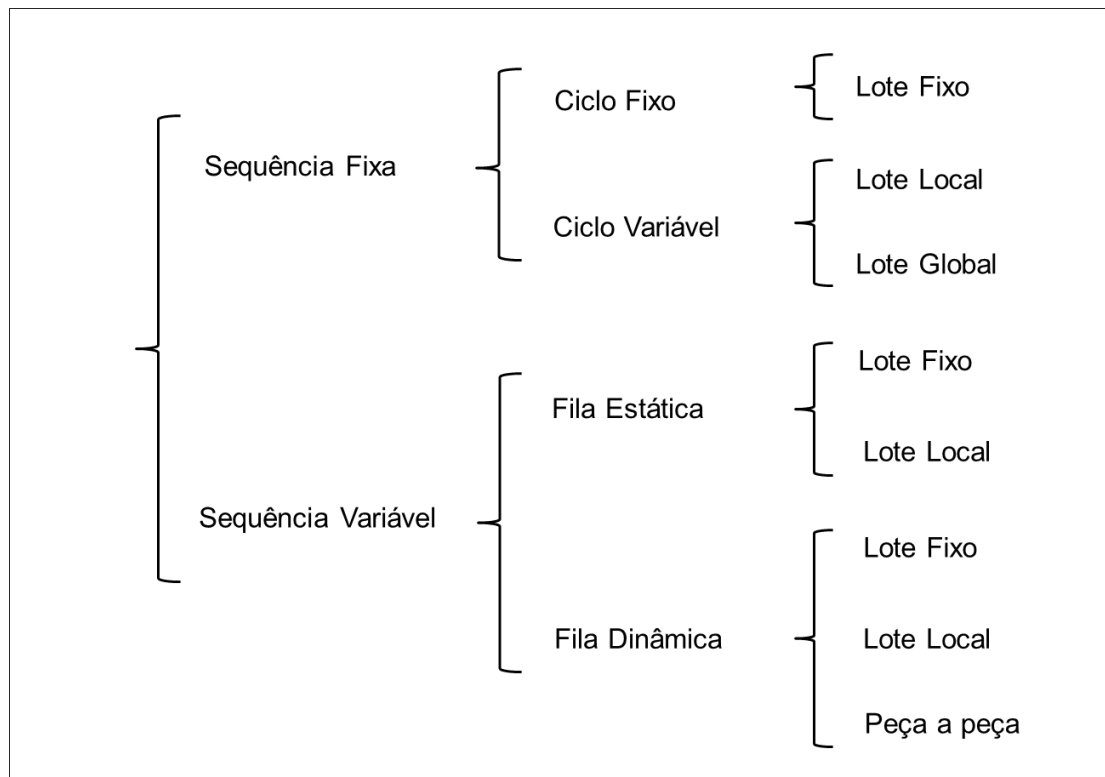 Sequência Fixa
Ciclo Fixo
Lote Fixo
Ciclo Variável
Lote Local
Lote Global
Sequência Variável
Fila Estática
Lote Fixo
Lote Local
Fila Dinâmica
Lote Fixo
Lote Local
Peça a peça